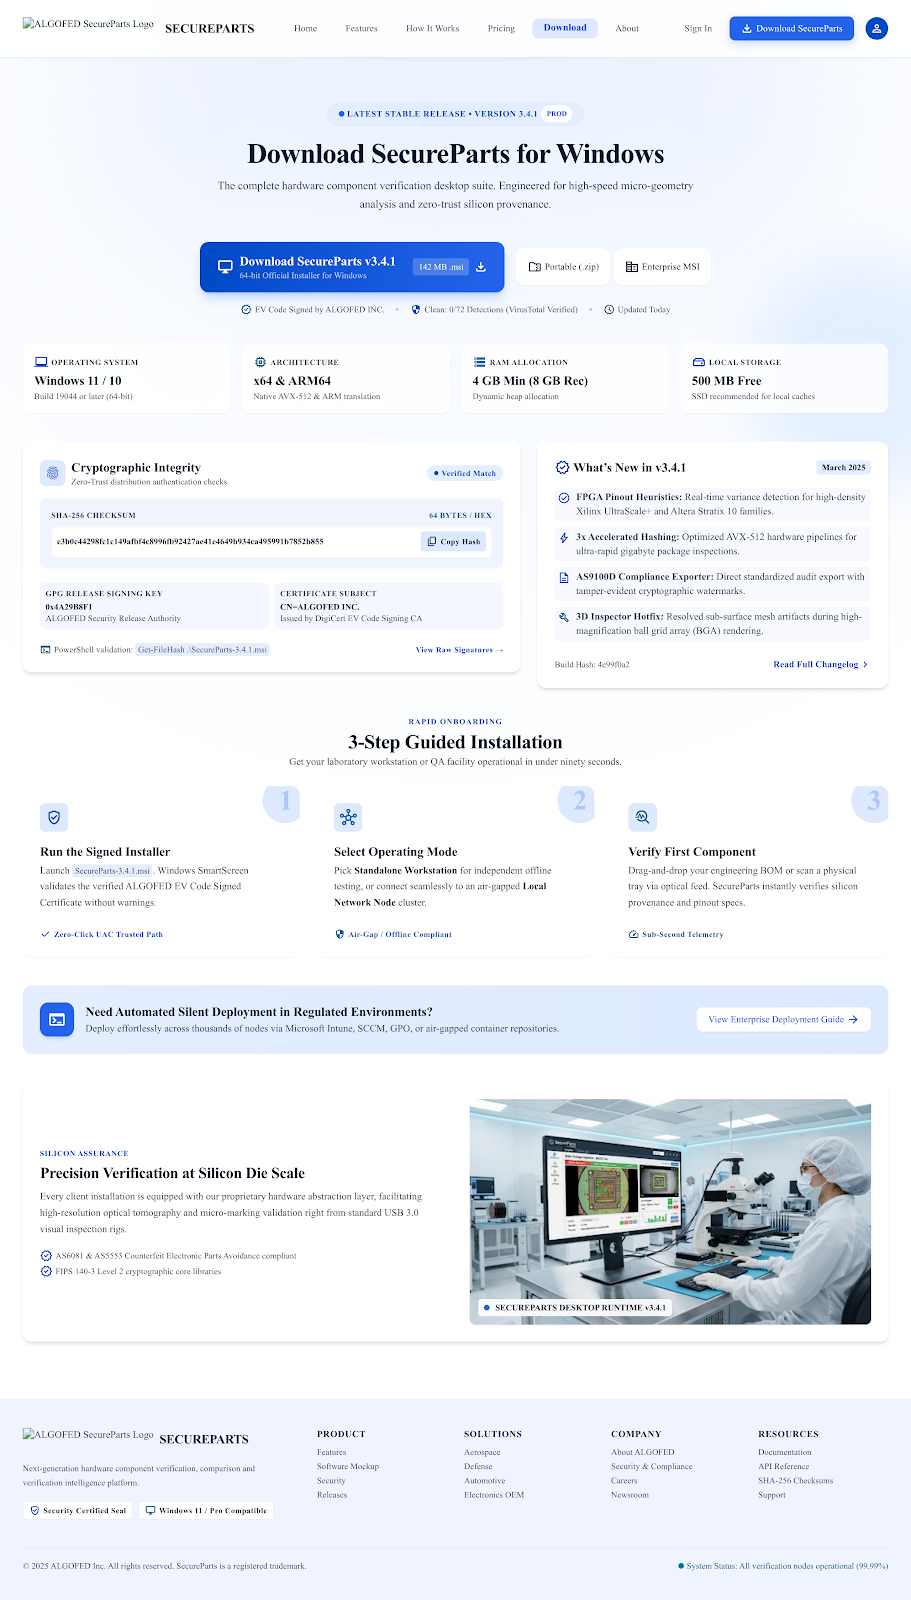 ALGOFED SecureParts Logo
SECUREPARTS
Home
Features
How It Works
Pricing
Download
About
Sign In
Download SecureParts
LATEST STABLE RELEASE • VERSION 3.4.1 PROD
Download SecureParts for Windows
The complete hardware component verification desktop suite. Engineered for high-speed micro-geometry
analysis and zero-trust silicon provenance.
Download SecureParts v3.4.1
64-bit Official Installer for Windows
142 MB .msi
Portable (.zip)
Enterprise MSI
EV Code Signed by ALGOFED INC. • Clean: 0/72 Detections (VirusTotal Verified) • Updated Today
OPERATING SYSTEM
Windows 11 / 10
Build 19044 or later (64-bit)
ARCHITECTURE
x64 & ARM64
Native AVX-512 & ARM translation
RAM ALLOCATION
4 GB Min (8 GB Rec)
Dynamic heap allocation
LOCAL STORAGE
500 MB Free
SSD recommended for local caches
Cryptographic Integrity
Zero-Trust distribution authentication checks
Verified Match
SHA-256 CHECKSUM
64 BYTES / HEX
e3b0c44298fc1c149afbf4c8996fb92427ae41e4649b934ca495991b7852b855
Copy Hash
GPG RELEASE SIGNING KEY
0x4A29B8F1
ALGOFED Security Release Authority
CERTIFICATE SUBJECT
CN=ALGOFED INC.
Issued by DigiCert EV Code Signing CA
PowerShell validation: Get-FileHash .\SecureParts-3.4.1.msi
View Raw Signatures →
What's New in v3.4.1
March 2025
FPGA Pinout Heuristics: Real-time variance detection for high-density
Xilinx UltraScale+ and Altera Stratix 10 families.
3x Accelerated Hashing: Optimized AVX-512 hardware pipelines for
ultra-rapid gigabyte package inspections.
AS9100D Compliance Exporter: Direct standardized audit export with
tamper-evident cryptographic watermarks.
3D Inspector Hotfix: Resolved sub-surface mesh artifacts during high-
magnification ball grid array (BGA) rendering.
Build Hash: 4e99f0a2
Read Full Changelog
RAPID ONBOARDING
3-Step Guided Installation
Get your laboratory workstation or QA facility operational in under ninety seconds.
1
Run the Signed Installer
Launch SecureParts-3.4.1.msi . Windows SmartScreen
validates the verified ALGOFED EV Code Signed
Certificate without warnings.
Zero-Click UAC Trusted Path
2
Select Operating Mode
Pick Standalone Workstation for independent offline
testing, or connect seamlessly to an air-gapped Local
Network Node cluster.
Air-Gap / Offline Compliant
3
Verify First Component
Drag-and-drop your engineering BOM or scan a physical
tray via optical feed. SecureParts instantly verifies silicon
provenance and pinout specs.
Sub-Second Telemetry
Need Automated Silent Deployment in Regulated Environments?
Deploy effortlessly across thousands of nodes via Microsoft Intune, SCCM, GPO, or air-gapped container repositories.
View Enterprise Deployment Guide
SILICON ASSURANCE
Precision Verification at Silicon Die Scale
Every client installation is equipped with our proprietary hardware abstraction layer, facilitating
high-resolution optical tomography and micro-marking validation right from standard USB 3.0
visual inspection rigs.
AS6081 & AS5553 Counterfeit Electronic Parts Avoidance compliant
FIPS 140-3 Level 2 cryptographic core libraries
SecureParts
SECUREPARTS DESKTOP RUNTIME v3.4.1
ALGOFED SecureParts Logo
SECUREPARTS
Next-generation hardware component verification, comparison and
verification intelligence platform.
Security Certified Seal
Windows 11 / Pro Compatible
PRODUCT
Features
Software Mockup
Security
Releases
SOLUTIONS
Aerospace
Defense
Automotive
Electronics OEM
COMPANY
About ALGOFED
Security & Compliance
Careers
Newsroom
RESOURCES
Documentation
API Reference
SHA-256 Checksums
Support
© 2025 ALGOFED Inc. All rights reserved. SecureParts is a registered trademark.
System Status: All verification nodes operational (99.99%)